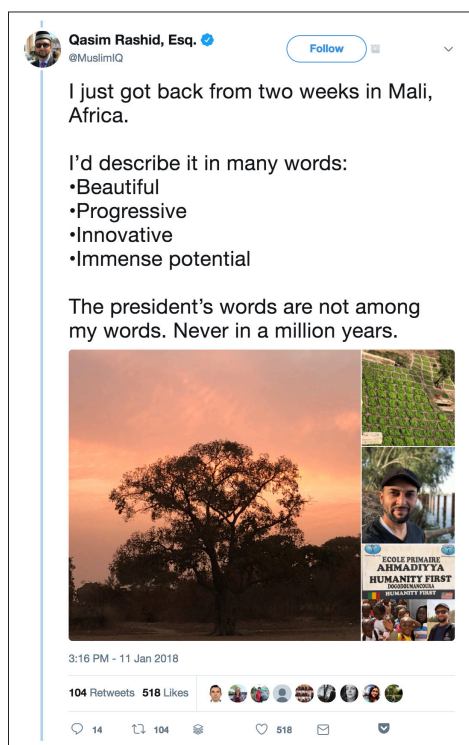 Qasim Rashid, Esq.
@MuslimIQ
Follow
I just got back from two weeks in Mali,
Africa.
I'd describe it in many words:
•Beautiful
•Progressive
•Innovative
•Immense potential
The president's words are not among
my words. Never in a million years.
ECOLE PRIMAIRE
AHMADIYYA
HUMANITY FIRST
DOGODOUMANCOURA
HUMANITY FIRST
3:16 PM - 11 Jan 2018
104 Retweets 518 Likes
14 104 518